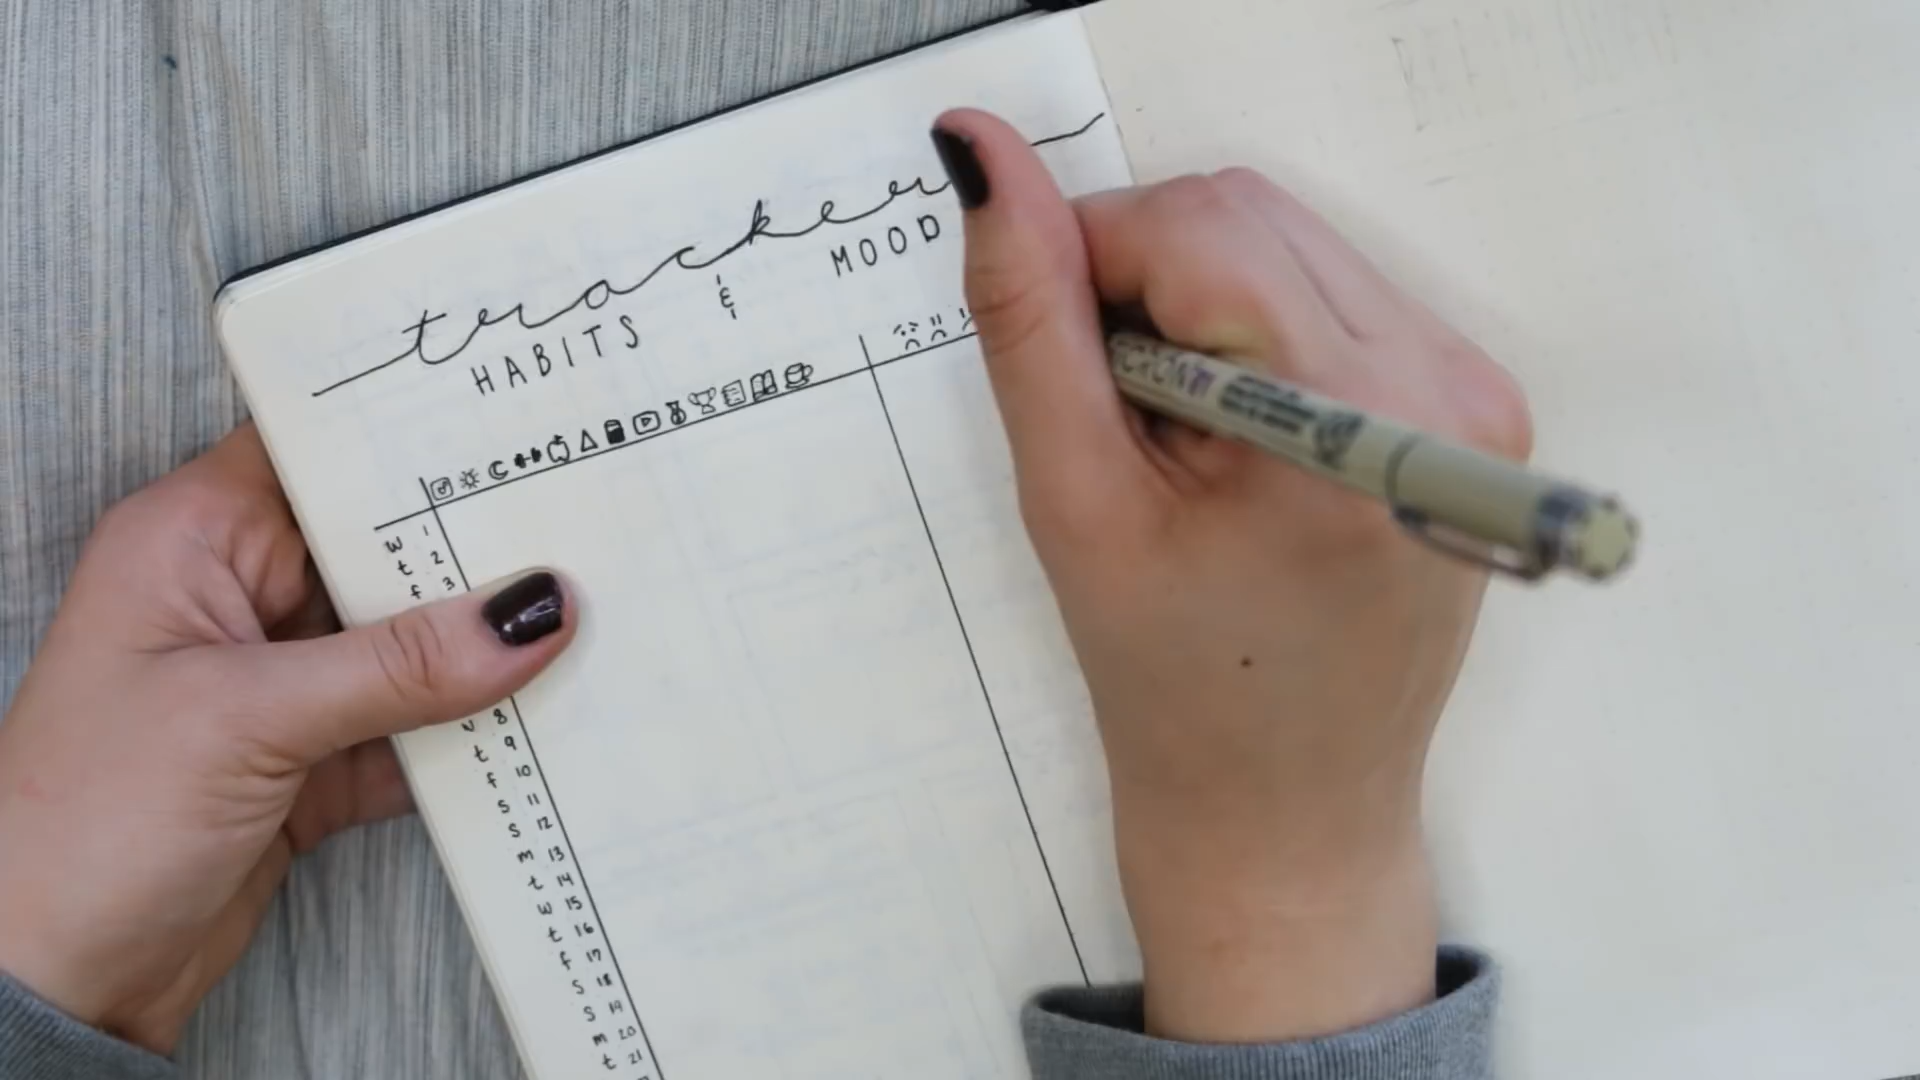 tracker
HABITS & MOOD
w 1
t 2
f 3
8
t 9
f 10
s 11
s 12
m 13
t 14
w 15
t 16
f 17
s 18
s 19
m 20
t 21